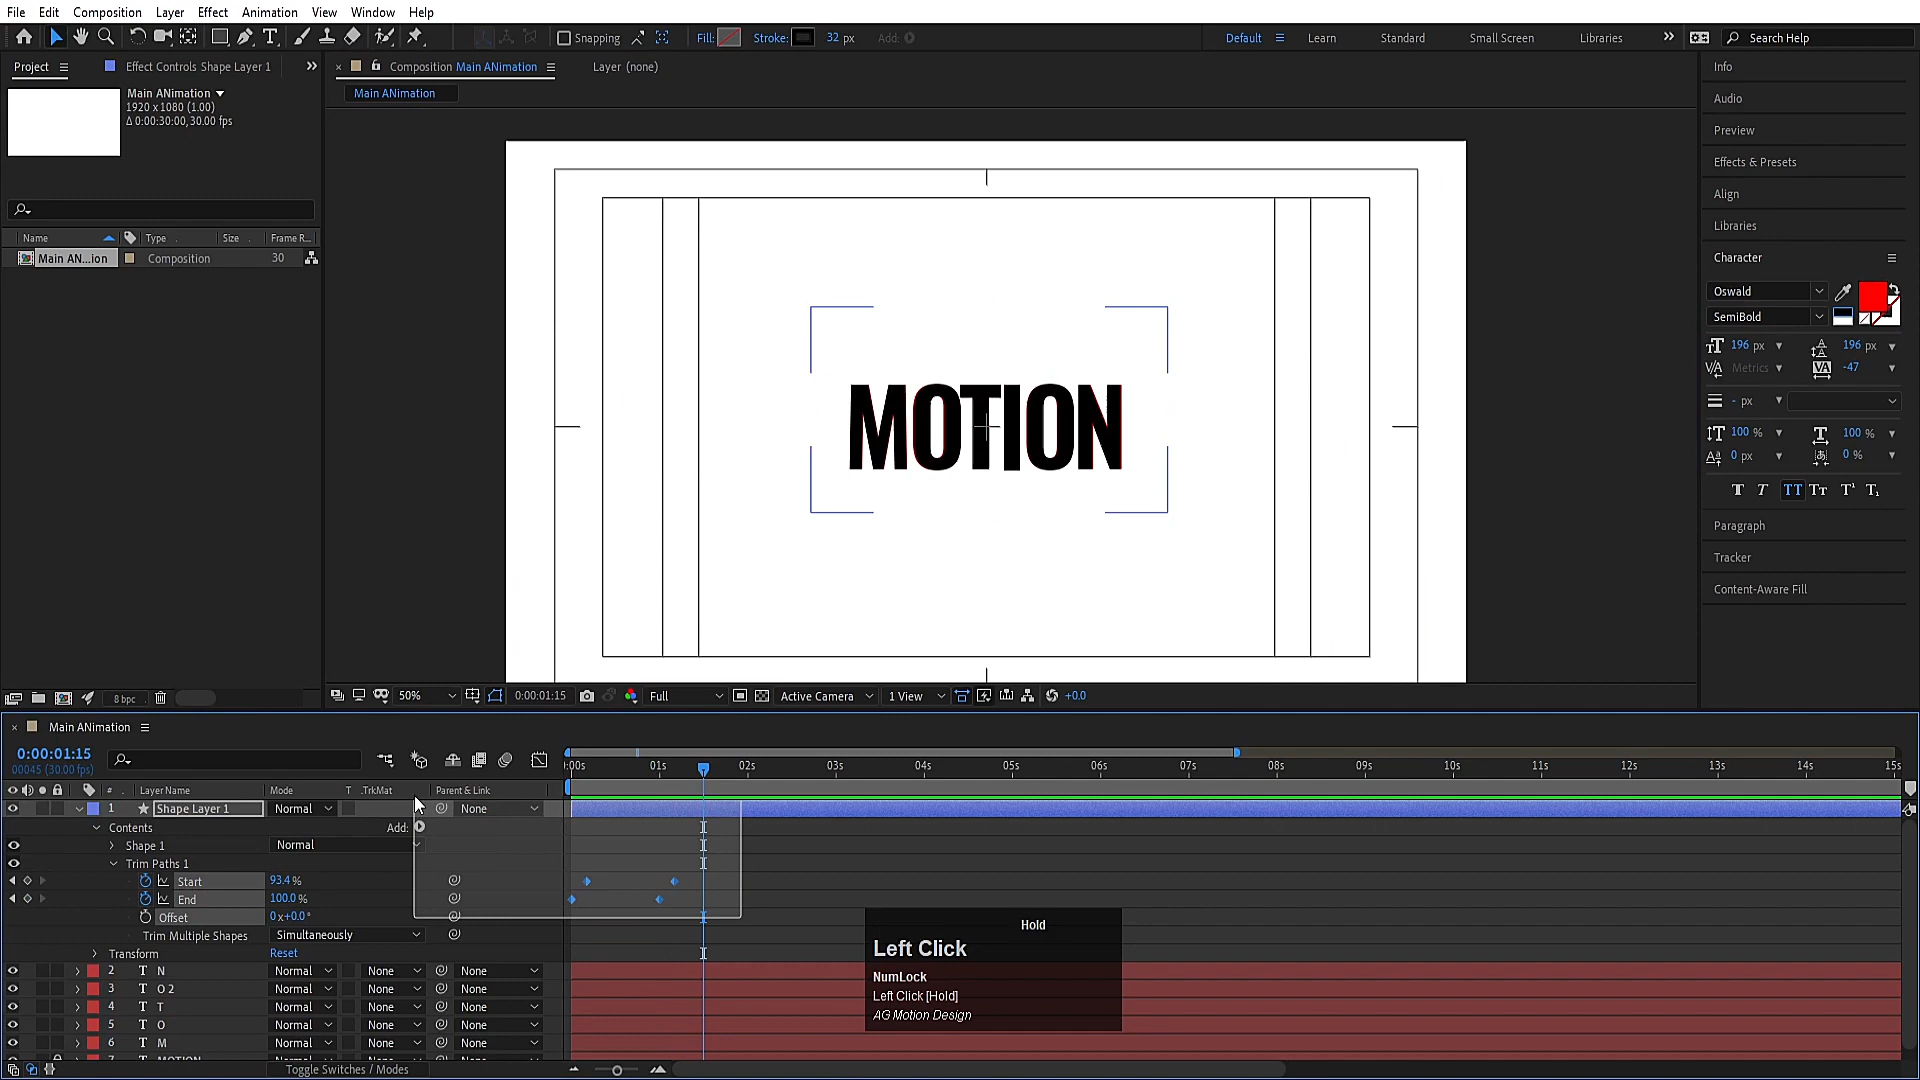 File Edit Composition Layer Effect Animation View Window Help
Snapping Fill: Stroke: 32 px Add: Default Learn Standard Small Screen Libraries Search Help
Project Effect Controls Shape Layer 1 Composition Main ANimation Layer (none) Info
Main ANimation
1920 x 1080 (1.00)
Δ 0:00:30:00, 30.00 fps
Main ANimation
Audio
Preview
Effects & Presets
Align
Libraries
Name Type Size Frame R...
Main AN...ion Composition 30
Character
Oswald
SemiBold
196 px 196 px
Metrics -47
- px
100 % 100 %
0 px 0 %
T T TT Tr T¹ T₁
Paragraph
Tracker
Content-Aware Fill
MOTION
8 bpc 50% 0:00:01:15 Full Active Camera 1 View +0.0
Main ANimation
0:00:01:15
00045 (30.00 fps)
:00s 01s 02s 03s 04s 05s 06s 07s 08s 09s 10s 11s 12s 13s 14s 15s
# Layer Name Mode T .TrkMat Parent & Link
1 Shape Layer 1 Normal None
Contents Add:
Shape 1 Normal
Trim Paths 1
Start 93.4 %
End 100.0 %
Offset 0x+0.0°
Trim Multiple Shapes Simultaneously
Transform Reset
2 T N Normal None None
3 T O 2 Normal None None
4 T T Normal None None
5 T O Normal None None
6 T M Normal None None
7 MOTION
Toggle Switches / Modes
Hold
Left Click
NumLock
Left Click [Hold]
AG Motion Design